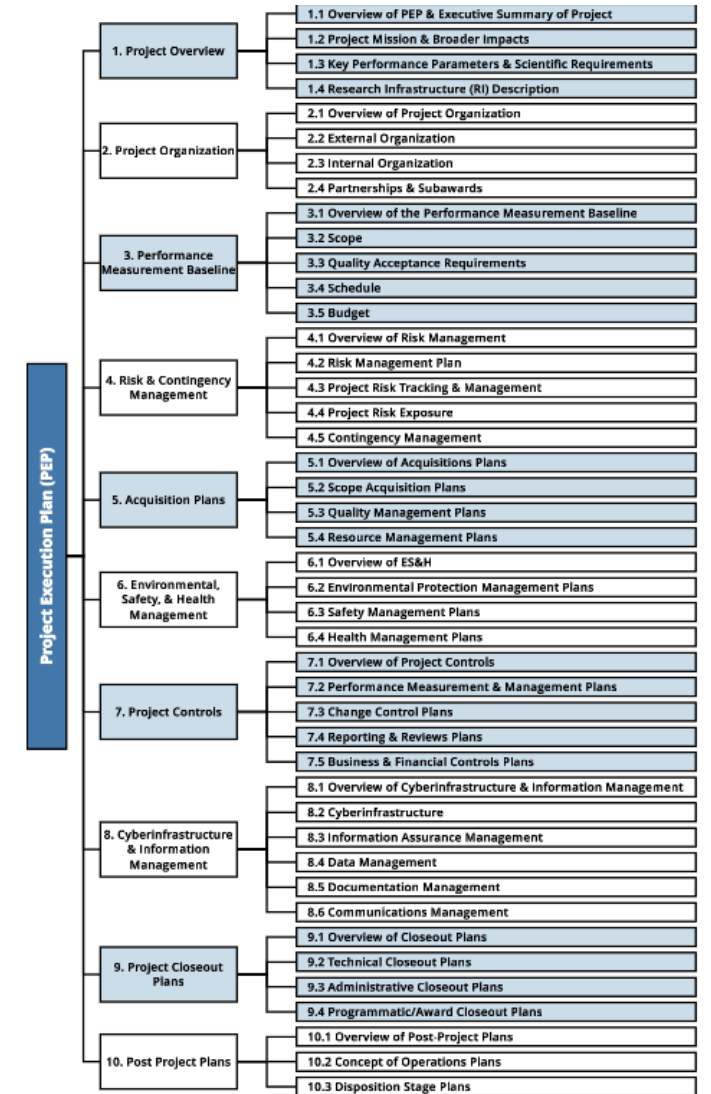 Project Execution Plan (PEP)
1. Project Overview
1.1 Overview of PEP & Executive Summary of Project
1.2 Project Mission & Broader Impacts
1.3 Key Performance Parameters & Scientific Requirements
1.4 Research Infrastructure (RI) Description
2. Project Organization
2.1 Overview of Project Organization
2.2 External Organization
2.3 Internal Organization
2.4 Partnerships & Subawards
3. Performance
Measurement Baseline
3.1 Overview of the Performance Measurement Baseline
3.2 Scope
3.3 Quality Acceptance Requirements
3.4 Schedule
3.5 Budget
4. Risk & Contingency
Management
4.1 Overview of Risk Management
4.2 Risk Management Plan
4.3 Project Risk Tracking & Management
4.4 Project Risk Exposure
4.5 Contingency Management
5. Acquisition Plans
5.1 Overview of Acquisitions Plans
5.2 Scope Acquisition Plans
5.3 Quality Management Plans
5.4 Resource Management Plans
6. Environmental,
Safety, & Health
Management
6.1 Overview of ES&H
6.2 Environmental Protection Management Plans
6.3 Safety Management Plans
6.4 Health Management Plans
7. Project Controls
7.1 Overview of Project Controls
7.2 Performance Measurement & Management Plans
7.3 Change Control Plans
7.4 Reporting & Reviews Plans
7.5 Business & Financial Controls Plans
8. Cyberinfrastructure
& Information
Management
8.1 Overview of Cyberinfrastructure & Information Management
8.2 Cyberinfrastructure
8.3 Information Assurance Management
8.4 Data Management
8.5 Documentation Management
8.6 Communications Management
9. Project Closeout
Plans
9.1 Overview of Closeout Plans
9.2 Technical Closeout Plans
9.3 Administrative Closeout Plans
9.4 Programmatic/Award Closeout Plans
10. Post Project Plans
10.1 Overview of Post-Project Plans
10.2 Concept of Operations Plans
10.3 Disposition Stage Plans